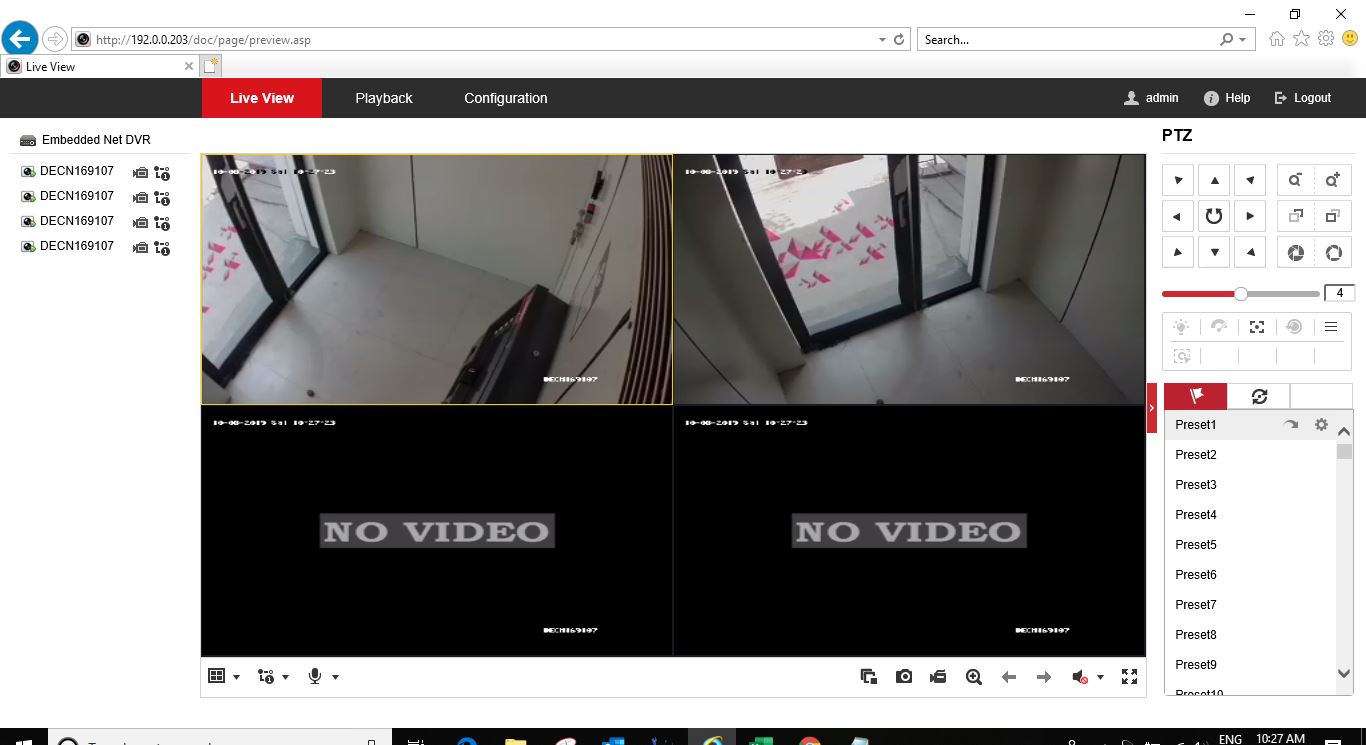 http://192.0.0.203/doc/page/preview.asp
Search...
Live View
Live View Playback Configuration admin Help Logout
Embedded Net DVR
DECN169107
DECN169107
DECN169107
DECN169107
10-08-2019 Sat 10-27-23
DECN169107
10-08-2019 Sat 10-27-23
DECN169107
10-08-2019 Sat 10-27-23
NO VIDEO
DECN169107
10-08-2019 Sat 10-27-23
NO VIDEO
DECN169107
PTZ
4
Preset1
Preset2
Preset3
Preset4
Preset5
Preset6
Preset7
Preset8
Preset9
Preset10
ENG
10:27 AM